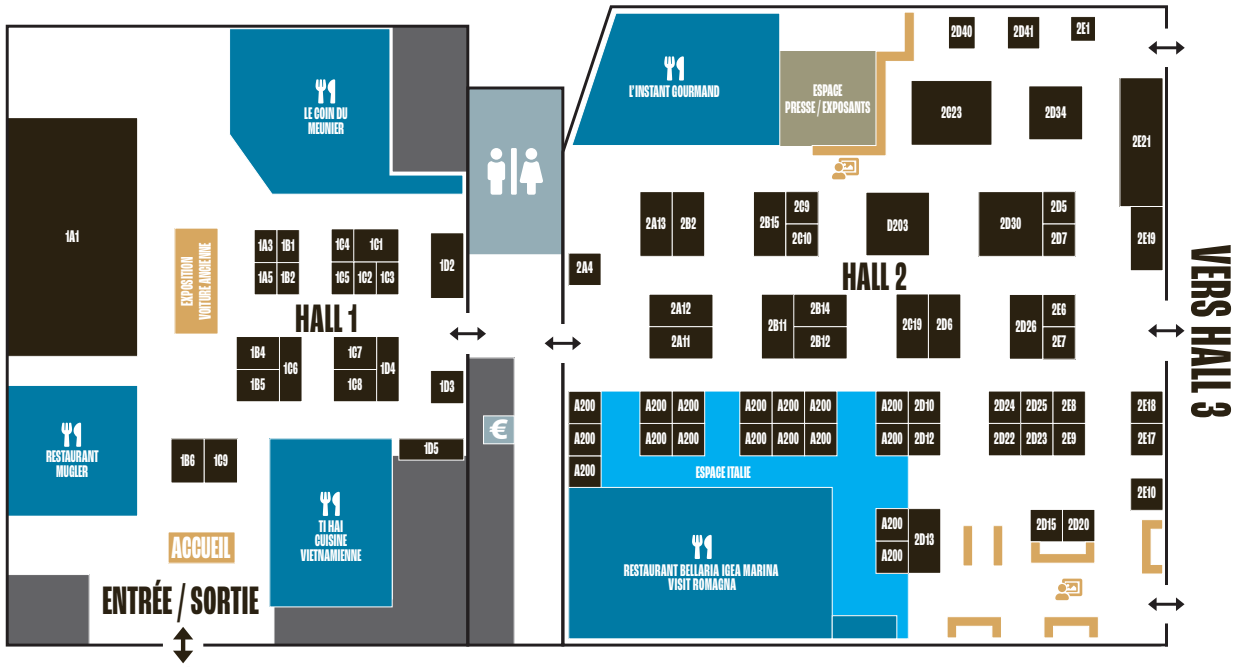 LE COIN DU
MEUNIER
1A1
EXPOSITION
VOITURE ANCIENNE
1A3
1B1
1A5
1B2
1C4
1C1
1C5
1C2
1C3
1D2
HALL 1
1B4
1B5
1C6
1C7
1C8
1D4
1D3
RESTAURANT
MUGLER
1B6
1C9
1D5
€
TI HAI
CUISINE
VIETNAMIENNE
ACCUEIL
ENTRÉE / SORTIE
L'INSTANT GOURMAND
ESPACE
PRESSE / EXPOSANTS
2D40
2D41
2E1
2C23
2D34
2E21
2A13
2B2
2B15
2C9
2C10
D203
2D30
2D5
2D7
2E19
2A4
HALL 2
2A12
2A11
2B11
2B14
2B12
2C19
2D6
2D26
2E6
2E7
VERS HALL 3
A200
A200
A200
A200
A200
A200
A200
2D10
2D24
2D25
2E8
2E18
A200
A200
A200
A200
A200
A200
A200
2D12
2D22
2D23
2E9
2E17
A200
ESPACE ITALIE
2E10
A200
A200
2D13
2D15
2D20
RESTAURANT BELLARIA IGEA MARINA
VISIT ROMAGNA